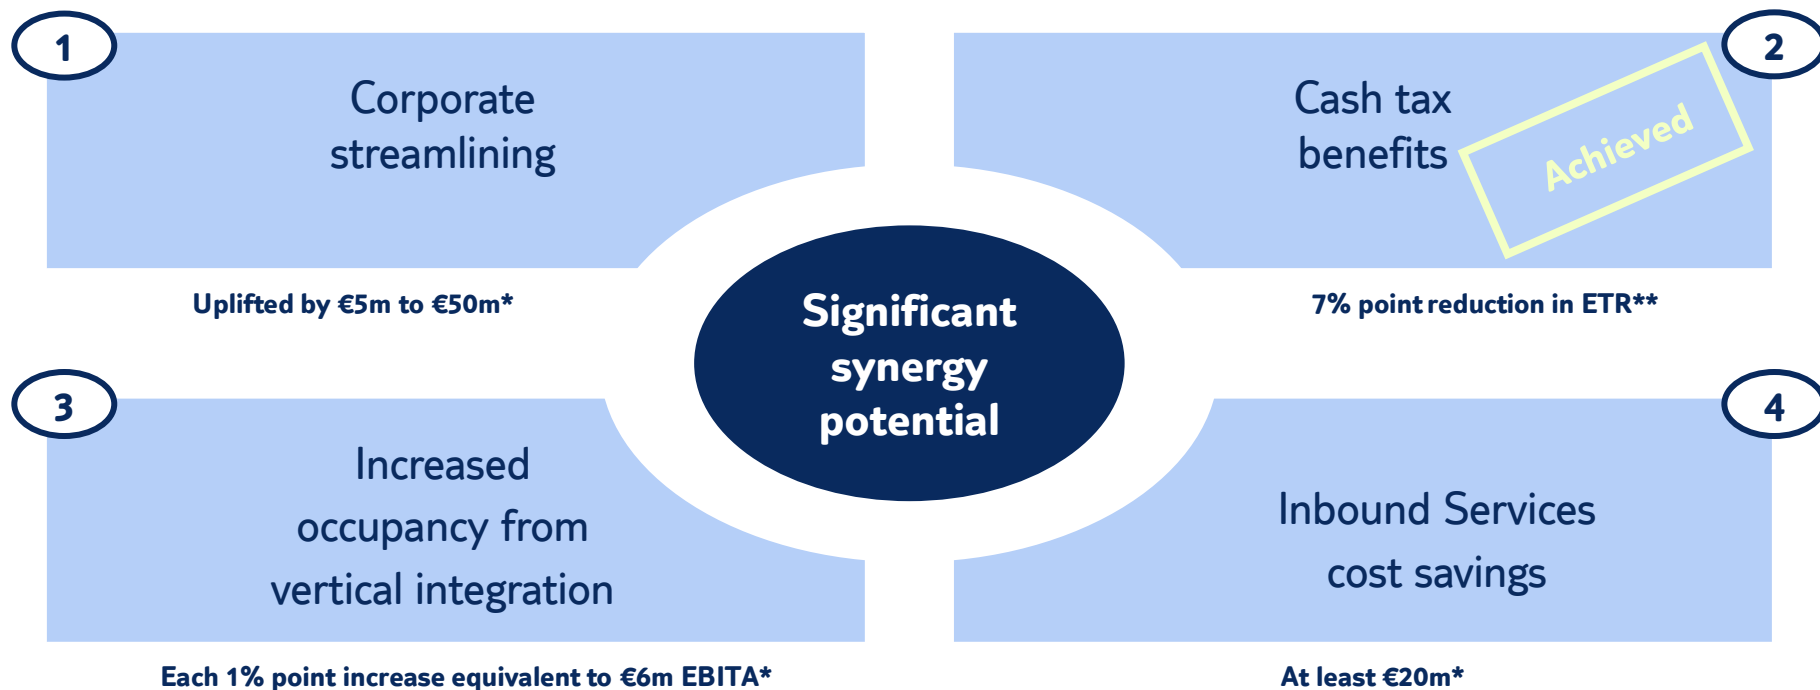 1
Corporate
streamlining
Uplifted by €5m to €50m*
2
Cash tax
benefits
Achieved
7% point reduction in ETR**
Significant
synergy
potential
3
Increased
occupancy from
vertical integration
Each 1% point increase equivalent to €6m EBITA*
4
Inbound Services
cost savings
At least €20m*